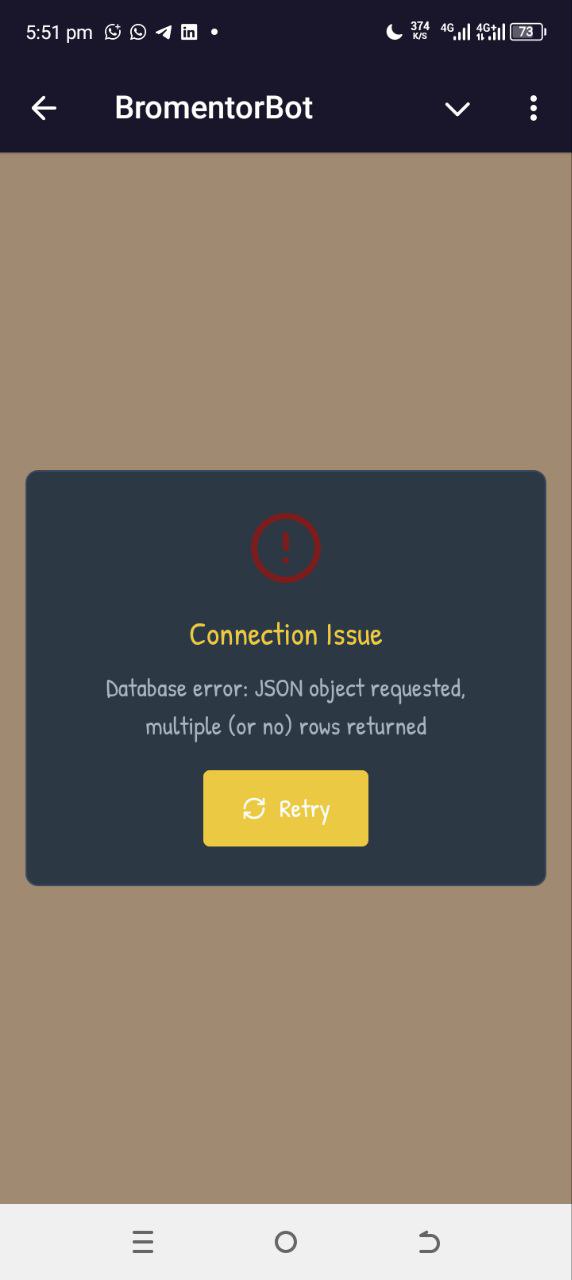 5:51 pm 374 K/S 4G 4G+ 73
BromentorBot
Connection Issue
Database error: JSON object requested,
multiple (or no) rows returned
Retry